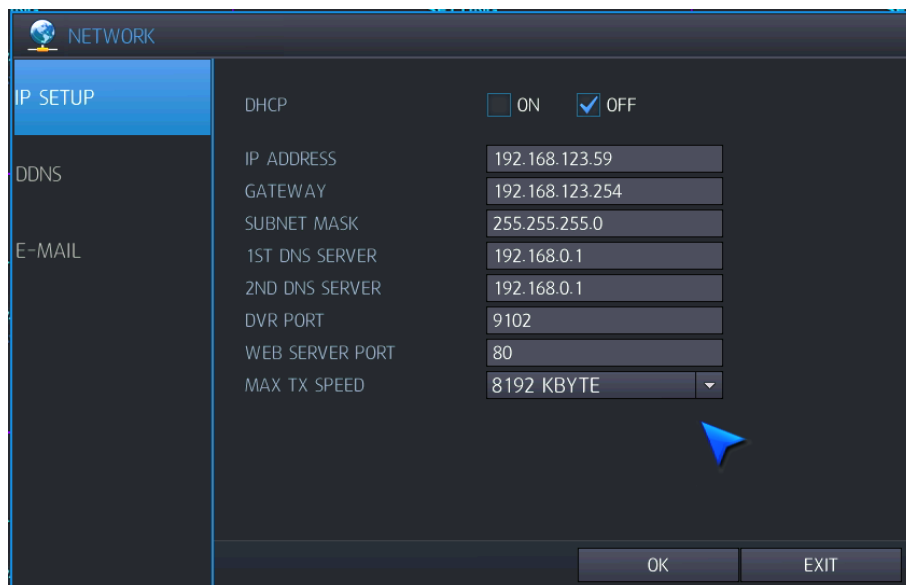 NETWORK
IP SETUP
DDNS
E-MAIL
DHCP ON OFF
IP ADDRESS 192.168.123.59
GATEWAY 192.168.123.254
SUBNET MASK 255.255.255.0
1ST DNS SERVER 192.168.0.1
2ND DNS SERVER 192.168.0.1
DVR PORT 9102
WEB SERVER PORT 80
MAX TX SPEED 8192 KBYTE
OK EXIT